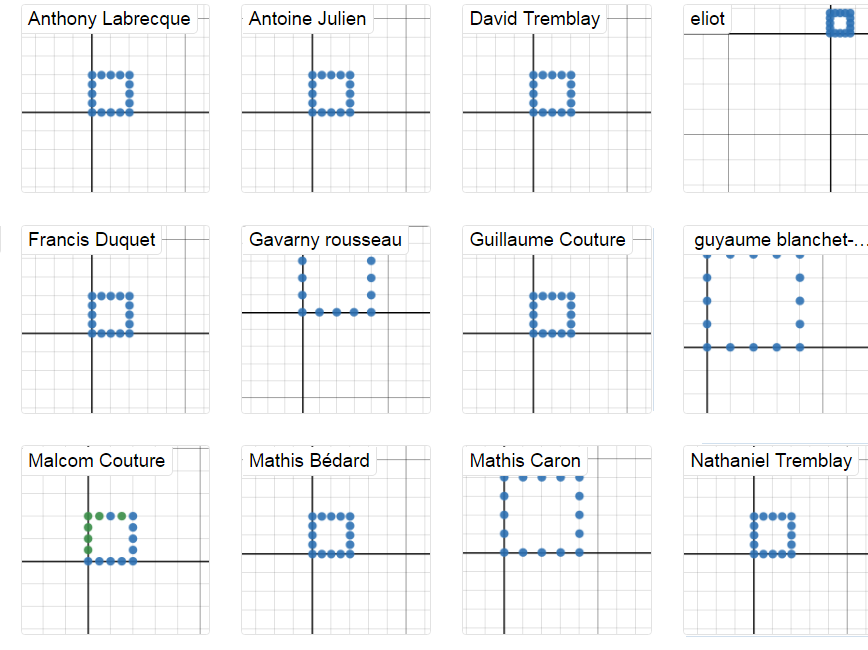 Anthony Labrecque
Antoine Julien
David Tremblay
eliot
Francis Duquet
Gavarny rousseau
Guillaume Couture
guyaume blanchet-...
Malcom Couture
Mathis Bédard
Mathis Caron
Nathaniel Tremblay